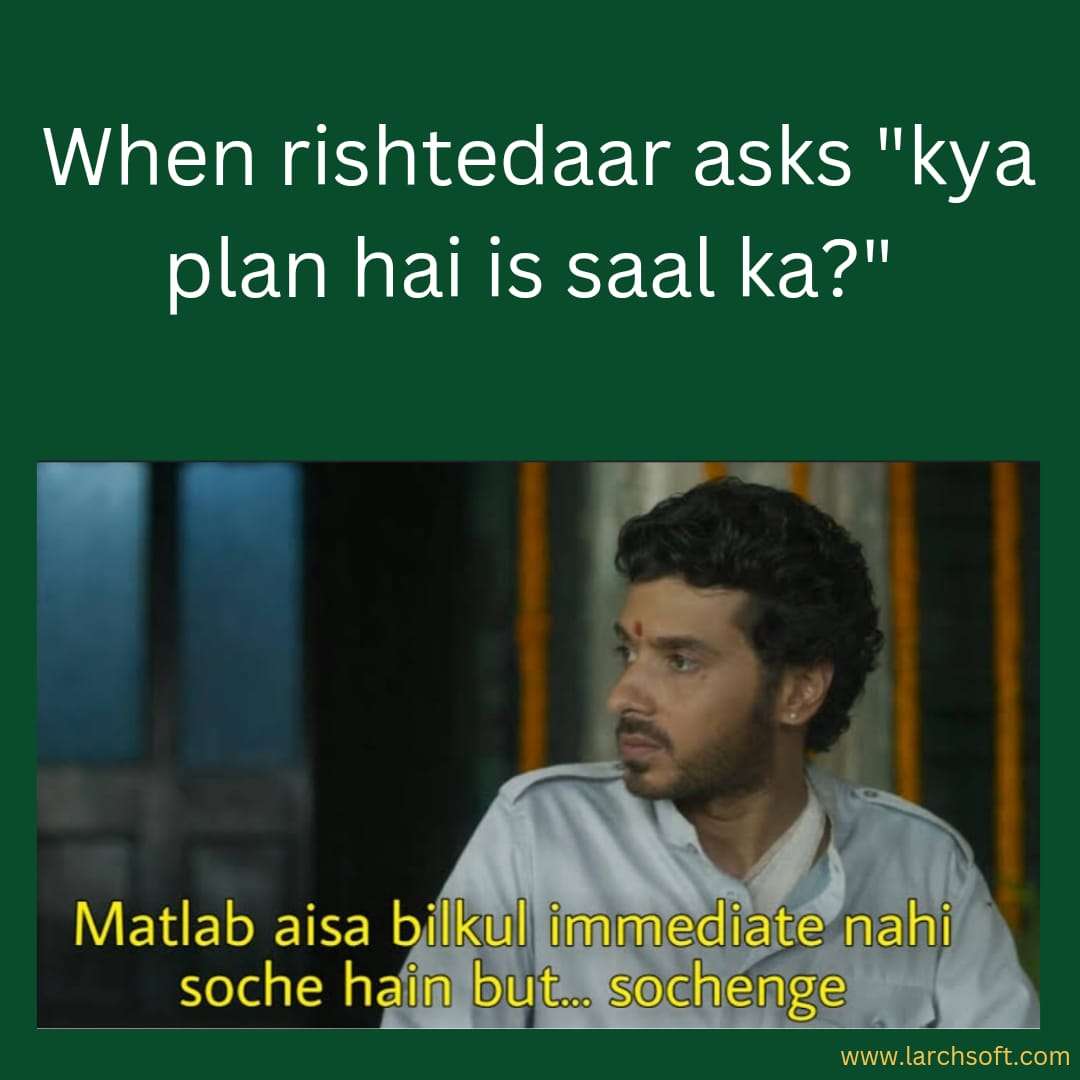 When rishtedaar asks "kya
plan hai is saal ka?"
Matlab aisa bilkul immediate nahi
soche hain but... sochenge
www.larchsoft.com